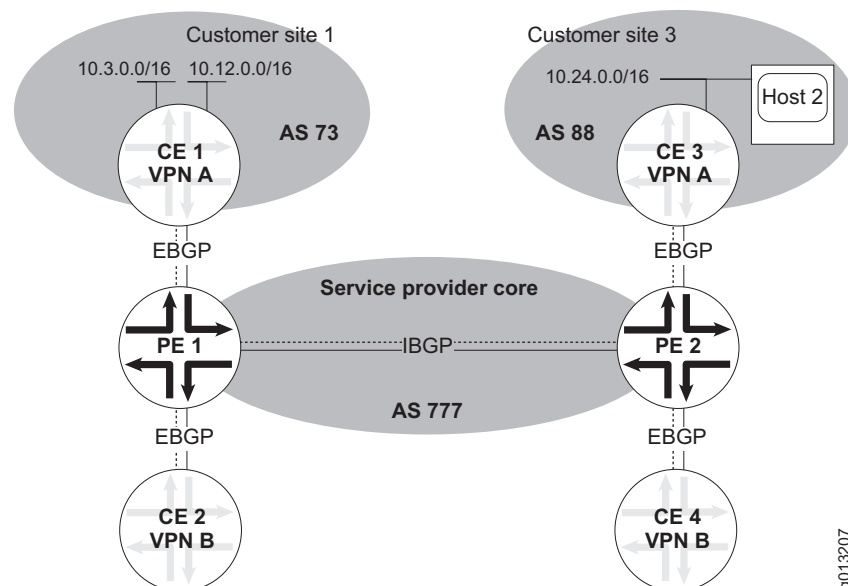 Customer site 1
Customer site 3
10.3.0.0/16 10.12.0.0/16
10.24.0.0/16
Host 2
AS 73
AS 88
CE 1
VPN A
CE 3
VPN A
EBGP
EBGP
Service provider core
PE 1
IBGP
PE 2
AS 777
EBGP
EBGP
CE 2
VPN B
CE 4
VPN B
g013207